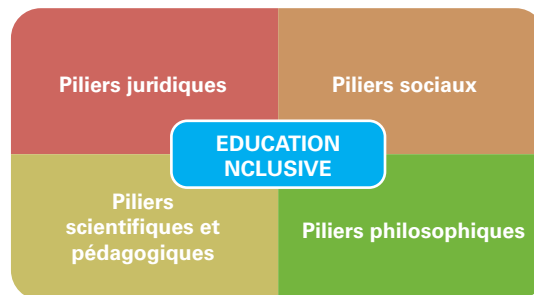 Piliers juridiques
Piliers sociaux
EDUCATION
NCLUSIVE
Piliers
scientifiques et
pédagogiques
Piliers philosophiques